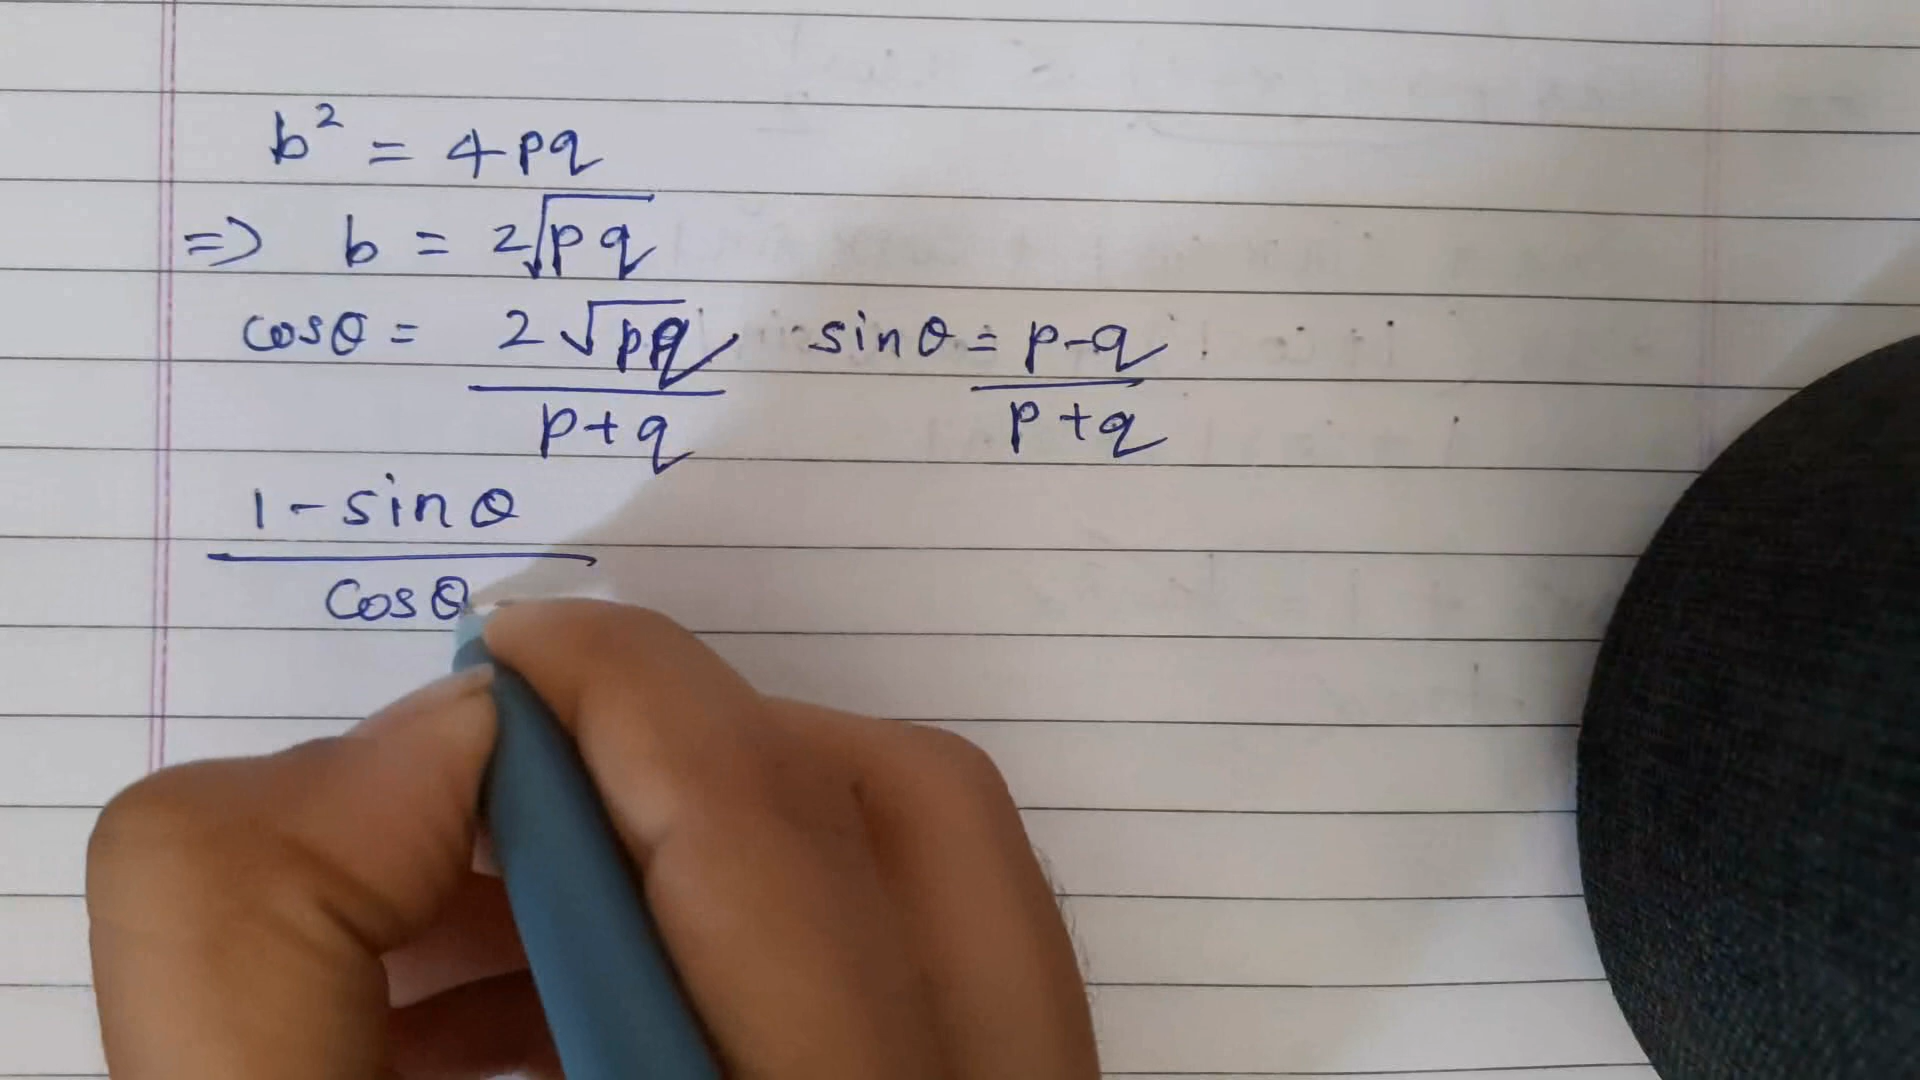 b² = 4pq
=> b = 2√pq
cosθ = 2√pq / p+q sinθ = p-q / p+q
1 - sinθ
cosθ